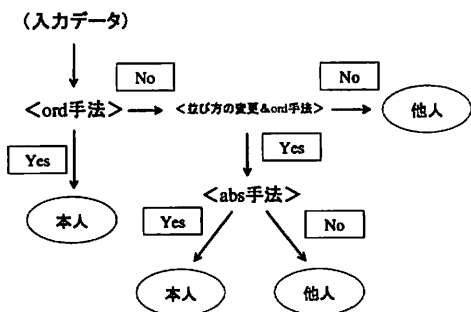 （入力データ）
No
No
＜ord手法＞
＜並び方の変更＆ord手法＞
他人
Yes
Yes
＜abs手法＞
本人
Yes
No
本人
他人